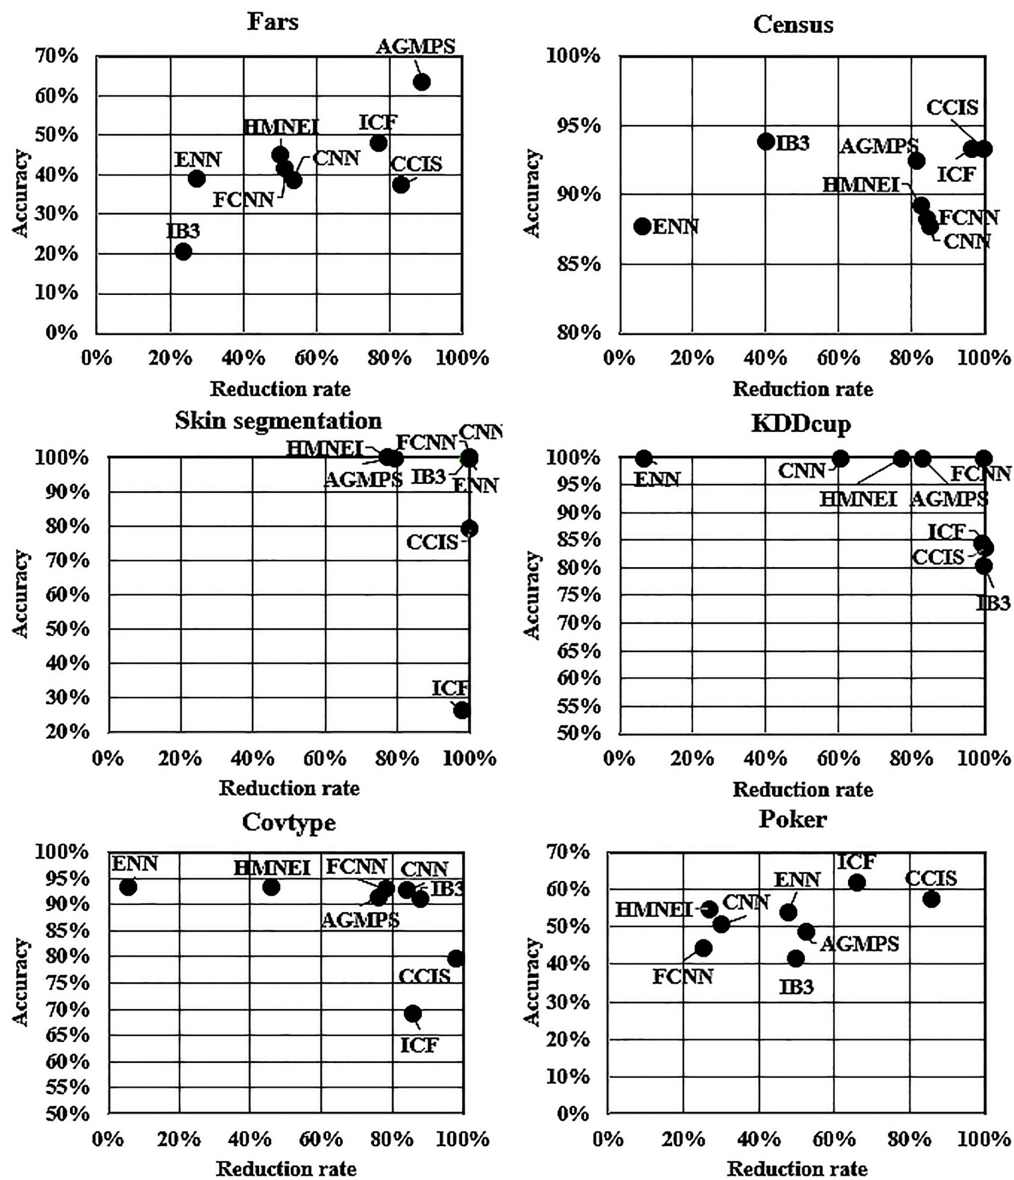 Fars
AGMPS
70%
60%
HMNEI
ICF
50%
ENN
CNN
CCIS
40%
FCNN
30%
IB3
20%
10%
0%
Accuracy
0% 20% 40% 60% 80% 100%
Reduction rate
Census
100%
CCIS
95%
IB3
AGMPS
ICF
90%
HMNEI
FCNN
ENN
CNN
85%
80%
Accuracy
0% 20% 40% 60% 80% 100%
Reduction rate
Skin segmentation
CNN
HMNEI
FCNN
100%
AGMPS
IB3
ENN
90%
80%
CCIS
70%
60%
50%
40%
ICF
30%
20%
Accuracy
0% 20% 40% 60% 80% 100%
Reduction rate
KDDcup
100%
CNN
FCNN
ENN
95%
HMNEI
AGMPS
90%
ICF
85%
CCIS
80%
IB3
75%
70%
65%
60%
55%
50%
Accuracy
0% 20% 40% 60% 80% 100%
Reduction rate
Covtype
100%
ENN
HMNEI
FCNN
CNN
95%
IB3
90%
AGMPS
85%
80%
CCIS
75%
70%
65%
ICF
60%
55%
50%
Accuracy
0% 20% 40% 60% 80% 100%
Reduction rate
Poker
70%
ICF
ENN
CCIS
60%
HMNEI
CNN
50%
AGMPS
FCNN
40%
IB3
30%
20%
10%
0%
Accuracy
0% 20% 40% 60% 80% 100%
Reduction rate